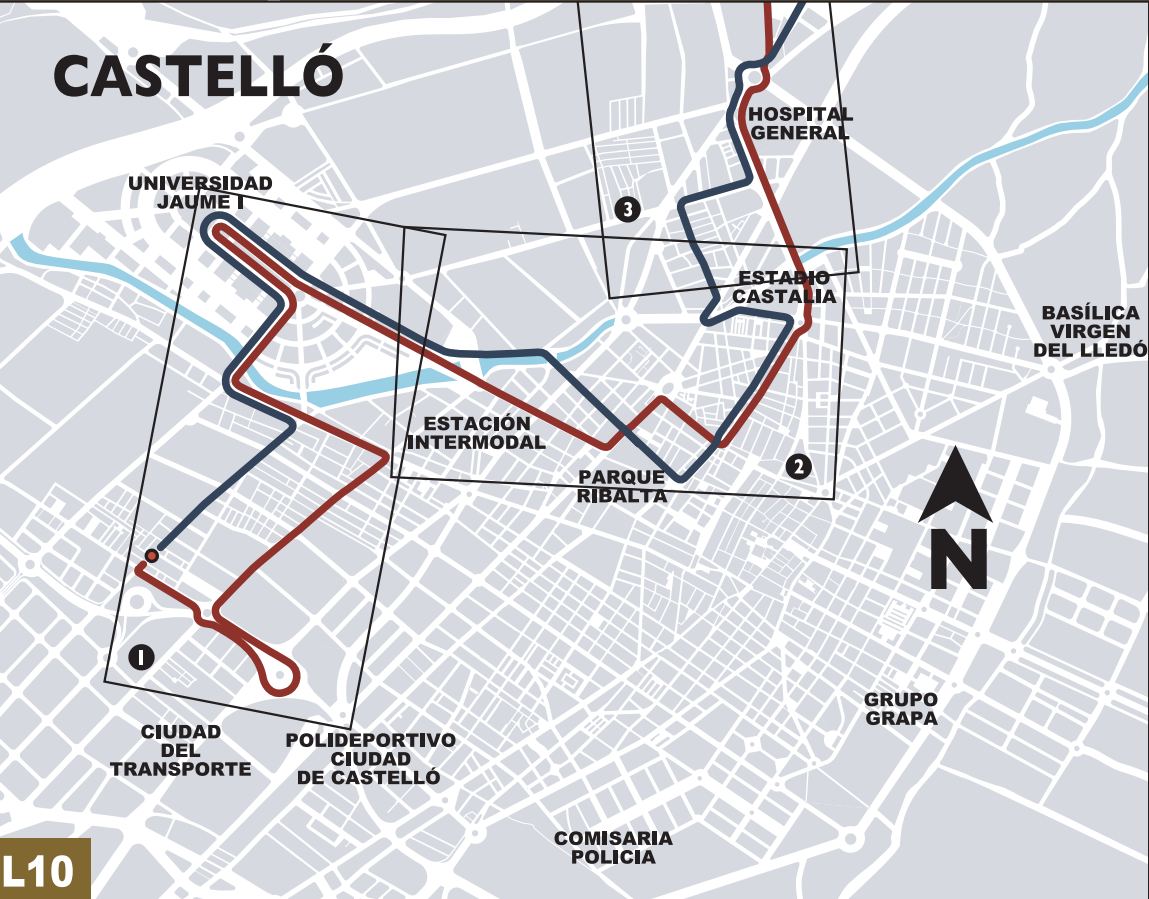 CASTELLÓ
HOSPITAL
GENERAL
UNIVERSIDAD
JAUME I
3
ESTADIO
CASTALIA
BASÍLICA
VIRGEN
DEL LLEDÓ
ESTACIÓN
INTERMODAL
PARQUE
RIBALTA
2
N
1
GRUPO
GRAPA
CIUDAD
DEL
TRANSPORTE
POLIDEPORTIVO
CIUDAD
DE CASTELLÓ
COMISARIA
POLICIA
L10